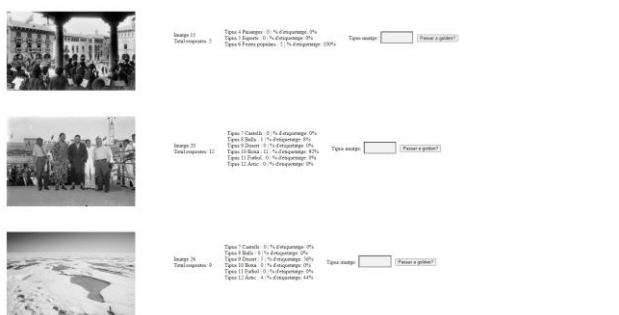 Imatge 15
Total respostes: 5
Tipus 4 Paisatges : 0 | % d'etiquetatge: 0%
Tipus 5 Esports : 0 | % d'etiquetatge: 0%
Tipus 6 Festes populars : 5 | % d'etiquetatge: 100%
Tipus imatge:
Passar a golden?
Imatge 20
Total respostes: 12
Tipus 7 Castells : 0 | % d'etiquetatge: 0%
Tipus 8 Balls : 1 | % d'etiquetatge: 8%
Tipus 9 Desert : 0 | % d'etiquetatge: 0%
Tipus 10 Boxa : 11 | % d'etiquetatge: 92%
Tipus 11 Futbol : 0 | % d'etiquetatge: 0%
Tipus 12 Àrtic : 0 | % d'etiquetatge: 0%
Tipus imatge:
Passar a golden?
Imatge 26
Total respostes: 9
Tipus 7 Castells : 0 | % d'etiquetatge: 0%
Tipus 8 Balls : 0 | % d'etiquetatge: 0%
Tipus 9 Desert : 5 | % d'etiquetatge: 56%
Tipus 10 Boxa : 0 | % d'etiquetatge: 0%
Tipus 11 Futbol : 0 | % d'etiquetatge: 0%
Tipus 12 Àrtic : 4 | % d'etiquetatge: 44%
Tipus imatge:
Passar a golden?